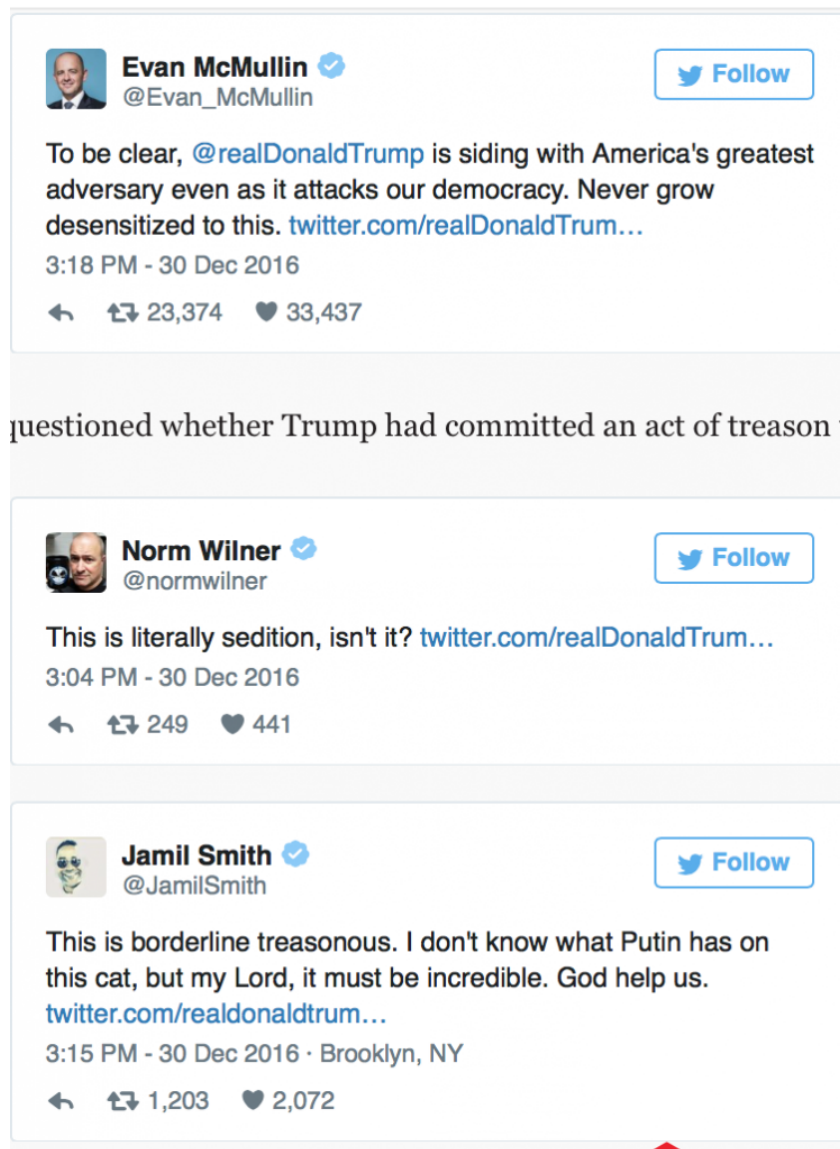 Evan McMullin
@Evan_McMullin
Follow
To be clear, @realDonaldTrump is siding with America's greatest
adversary even as it attacks our democracy. Never grow
desensitized to this. twitter.com/realDonaldTrum…
3:18 PM - 30 Dec 2016
23,374 33,437
questioned whether Trump had committed an act of treason
Norm Wilner
@normwilner
Follow
This is literally sedition, isn't it? twitter.com/realDonaldTrum…
3:04 PM - 30 Dec 2016
249 441
Jamil Smith
@JamilSmith
Follow
This is borderline treasonous. I don't know what Putin has on
this cat, but my Lord, it must be incredible. God help us.
twitter.com/realdonaldtrum…
3:15 PM - 30 Dec 2016 · Brooklyn, NY
1,203 2,072